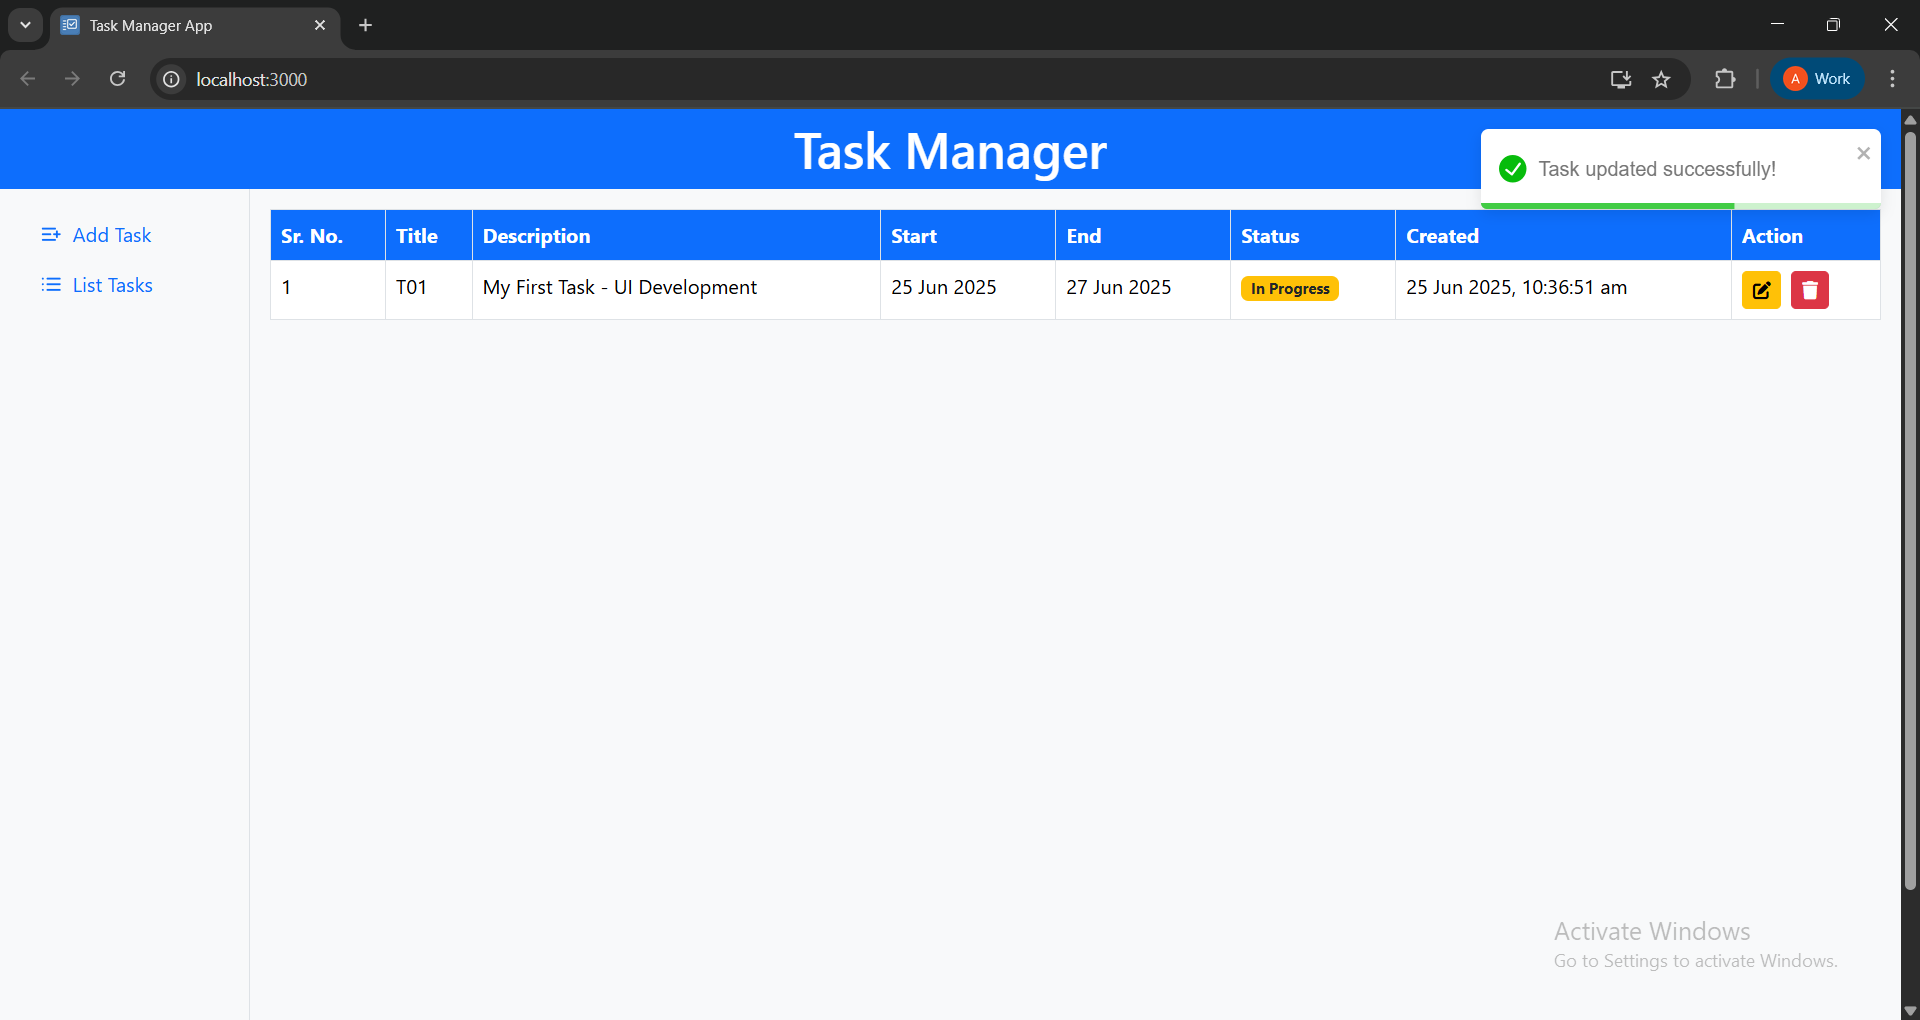 Task Manager App
localhost:3000
A Work
Task Manager
Task updated successfully!
Add Task
List Tasks
Sr. No. Title Description Start End Status Created Action
1 T01 My First Task - UI Development 25 Jun 2025 27 Jun 2025 In Progress 25 Jun 2025, 10:36:51 am
Activate Windows
Go to Settings to activate Windows.